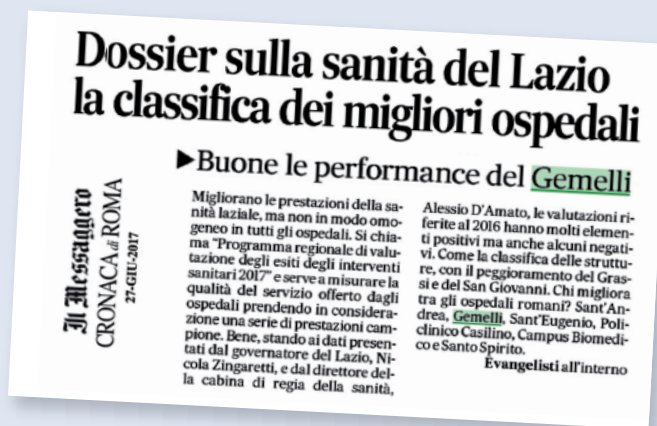 Dossier sulla sanità del Lazio
la classifica dei migliori ospedali
▶Buone le performance del Gemelli
Il Messaggero
CRONACA di ROMA
27-GIU-2017
Migliorano le prestazioni della sa-
nità laziale, ma non in modo omo-
geneo in tutti gli ospedali. Si chia-
ma "Programma regionale di valu-
tazione degli esiti degli interventi
sanitari 2017" e serve a misurare la
qualità del servizio offerto dagli
ospedali prendendo in considera-
zione una serie di prestazioni cam-
pione. Bene, stando ai dati presen-
tati dal governatore del Lazio, Ni-
cola Zingaretti, e dal direttore del-
la cabina di regia della sanità,
Alessio D'Amato, le valutazioni ri-
ferite al 2016 hanno molti elemen-
ti positivi ma anche alcuni negati-
vi. Come la classifica delle struttu-
re, con il peggioramento del Gras-
si e del San Giovanni. Chi migliora
tra gli ospedali romani? Sant'An-
drea, Gemelli, Sant'Eugenio, Poli-
clinico Casilino, Campus Biomedi-
co e Santo Spirito.
Evangelisti all'interno